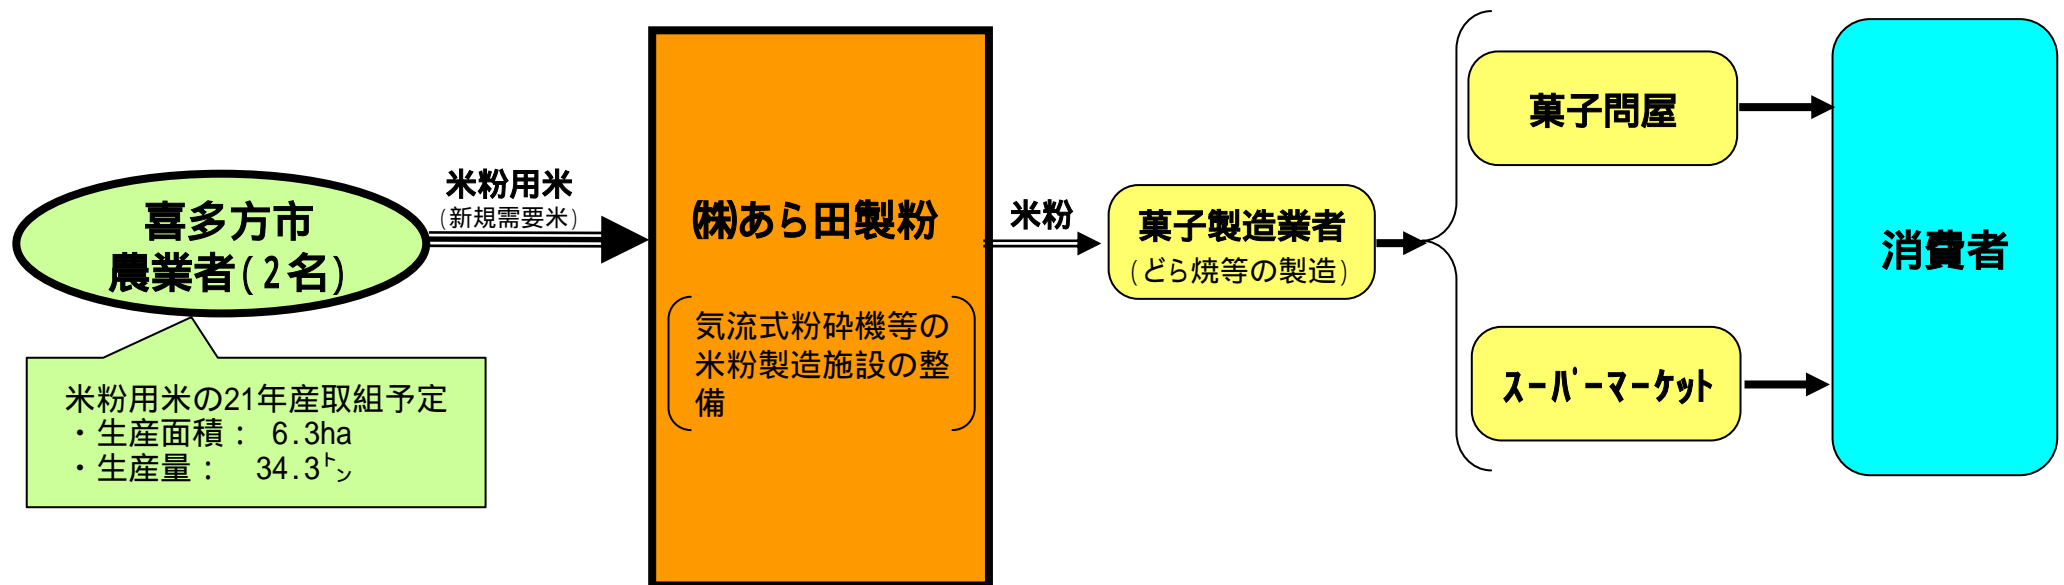 喜多方市
農業者(2名)
米粉用米
(新規需要米)
米粉用米の21年産取組予定
・生産面積： 6.3ha
・生産量： 34.3㌧
㈱あら田製粉
気流式粉砕機等の
米粉製造施設の整
備
米粉
菓子製造業者
(どら焼等の製造)
菓子問屋
ｽｰﾊﾟｰﾏｰｹｯﾄ
消費者